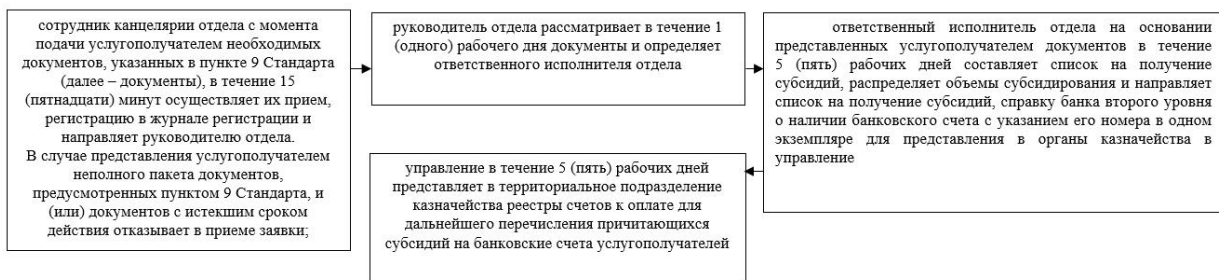 сотрудник канцелярии отдела с момента
подачи услугополучателем необходимых
документов, указанных в пункте 9 Стандарта
(далее – документы), в течение 15
(пятнадцати) минут осуществляет их прием,
регистрацию в журнале регистрации и
направляет руководителю отдела.
В случае представления услугополучателем
неполного пакета документов,
предусмотренных пунктом 9 Стандарта, и
(или) документов с истекшим сроком
действия отказывает в приеме заявки;
руководитель отдела рассматривает в течение 1
(одного) рабочего дня документы и определяет
ответственного исполнителя отдела
ответственный исполнитель отдела на основании
представленных услугополучателем документов в течение
5 (пять) рабочих дней составляет список на получение
субсидий, распределяет объемы субсидирования и направляет
список на получение субсидий, справку банка второго уровня
о наличии банковского счета с указанием его номера в одном
экземпляре для представления в органы казначейства в
управление
управление в течение 5 (пять) рабочих дней
представляет в территориальное подразделение
казначейства реестры счетов к оплате для
дальнейшего перечисления причитающихся
субсидий на банковские счета услугополучателей